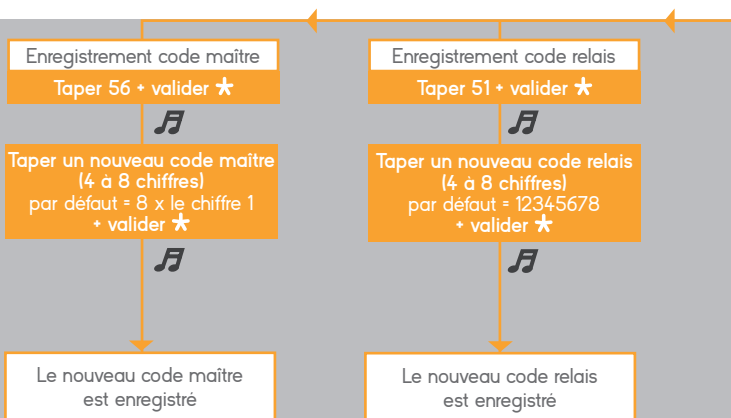 Enregistrement code maître
Taper 56 + valider *
Taper un nouveau code maître
(4 à 8 chiffres)
par défaut = 8 x le chiffre 1
+ valider *
Le nouveau code maître
est enregistré
Enregistrement code relais
Taper 51 + valider *
Taper un nouveau code relais
(4 à 8 chiffres)
par défaut = 12345678
+ valider *
Le nouveau code relais
est enregistré